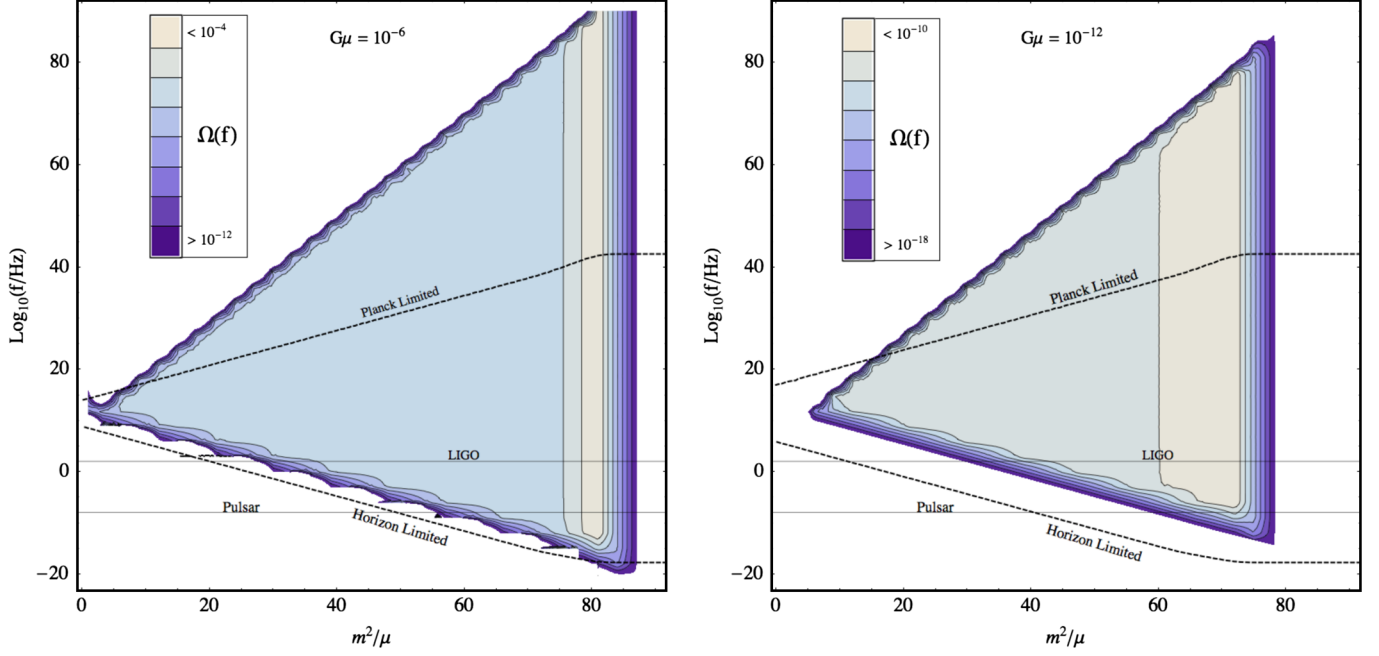 Gμ = 10⁻⁶
< 10⁻⁴
Ω(f)
> 10⁻¹²
Log₁₀(f/Hz)
80
60
40
20
0
−20
Planck Limited
LIGO
Pulsar
Horizon Limited
0 20 40 60 80
m²/μ
Gμ = 10⁻¹²
< 10⁻¹⁰
Ω(f)
> 10⁻¹⁸
Log₁₀(f/Hz)
80
60
40
20
0
−20
Planck Limited
LIGO
Pulsar
Horizon Limited
0 20 40 60 80
m²/μ